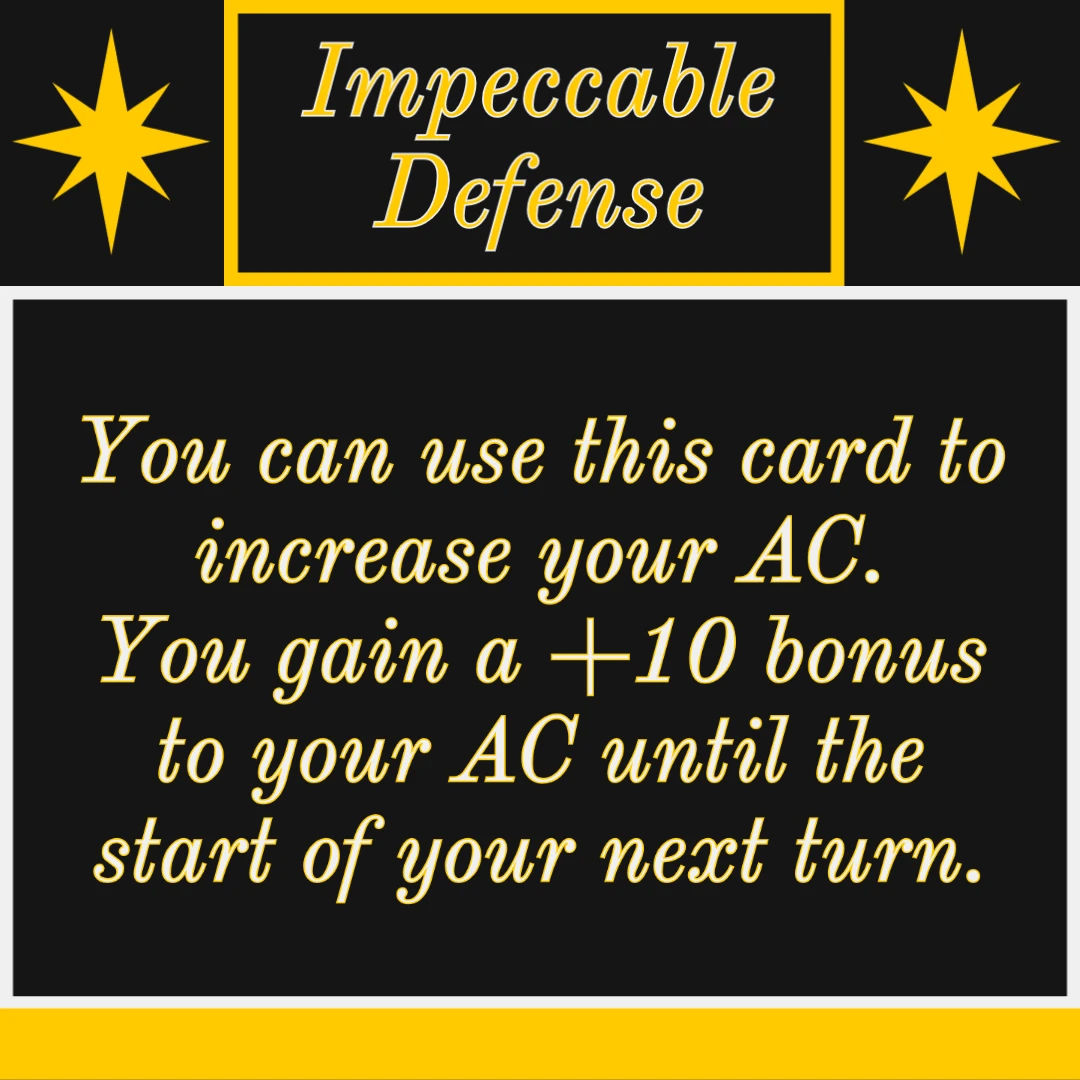 Impeccable
Defense
You can use this card to
increase your AC.
You gain a +10 bonus
to your AC until the
start of your next turn.